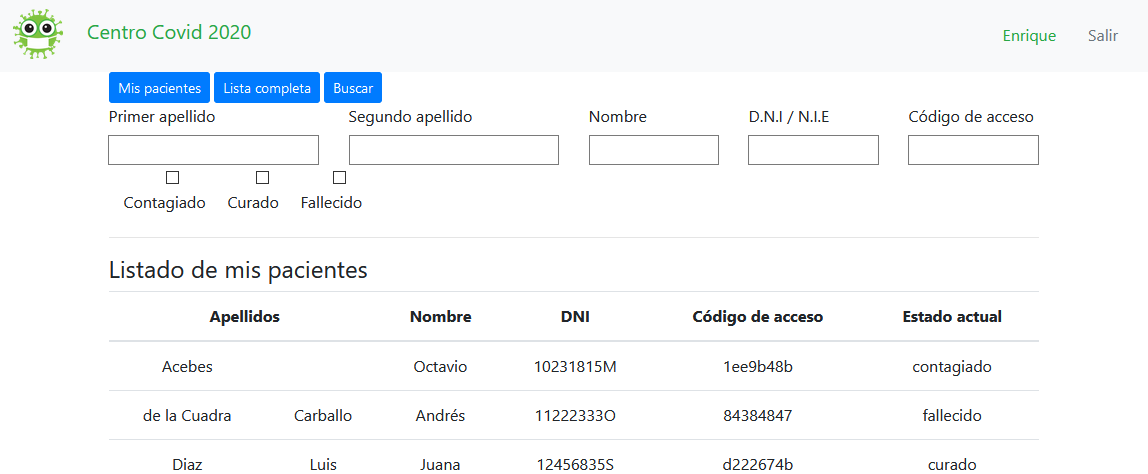 Centro Covid 2020 Enrique Salir
Mis pacientes Lista completa Buscar
Primer apellido Segundo apellido Nombre D.N.I / N.I.E Código de acceso
Contagiado Curado Fallecido
Listado de mis pacientes
Apellidos Nombre DNI Código de acceso Estado actual
Acebes Octavio 10231815M 1ee9b48b contagiado
de la Cuadra Carballo Andrés 11222333O 84384847 fallecido
Diaz Luis Juana 12456835S d222674b curado